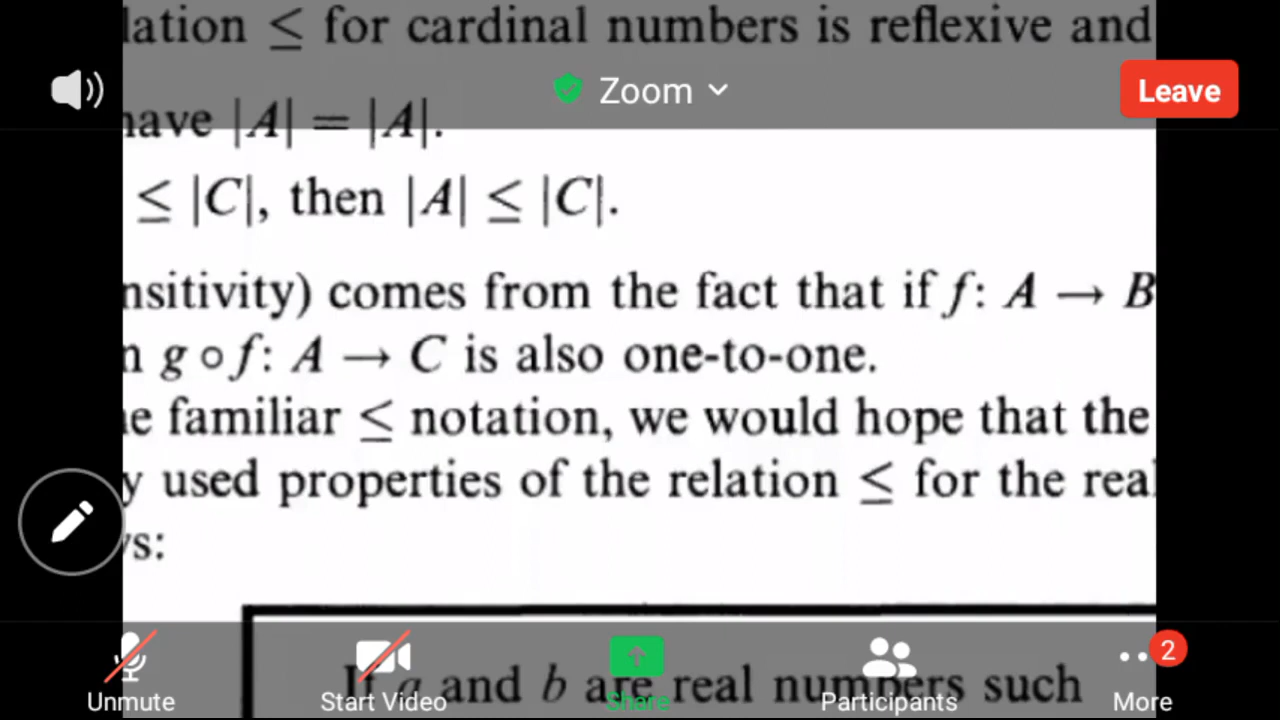 lation ≤ for cardinal numbers is reflexive and
Zoom
Leave
have |A| = |A|.
≤ |C|, then |A| ≤ |C|.
nsitivity) comes from the fact that if f: A → B
n g ∘ f: A → C is also one-to-one.
e familiar ≤ notation, we would hope that the
y used properties of the relation ≤ for the real
s:
If a and b are real numbers such
2
Unmute
Start Video
Share
Participants
More